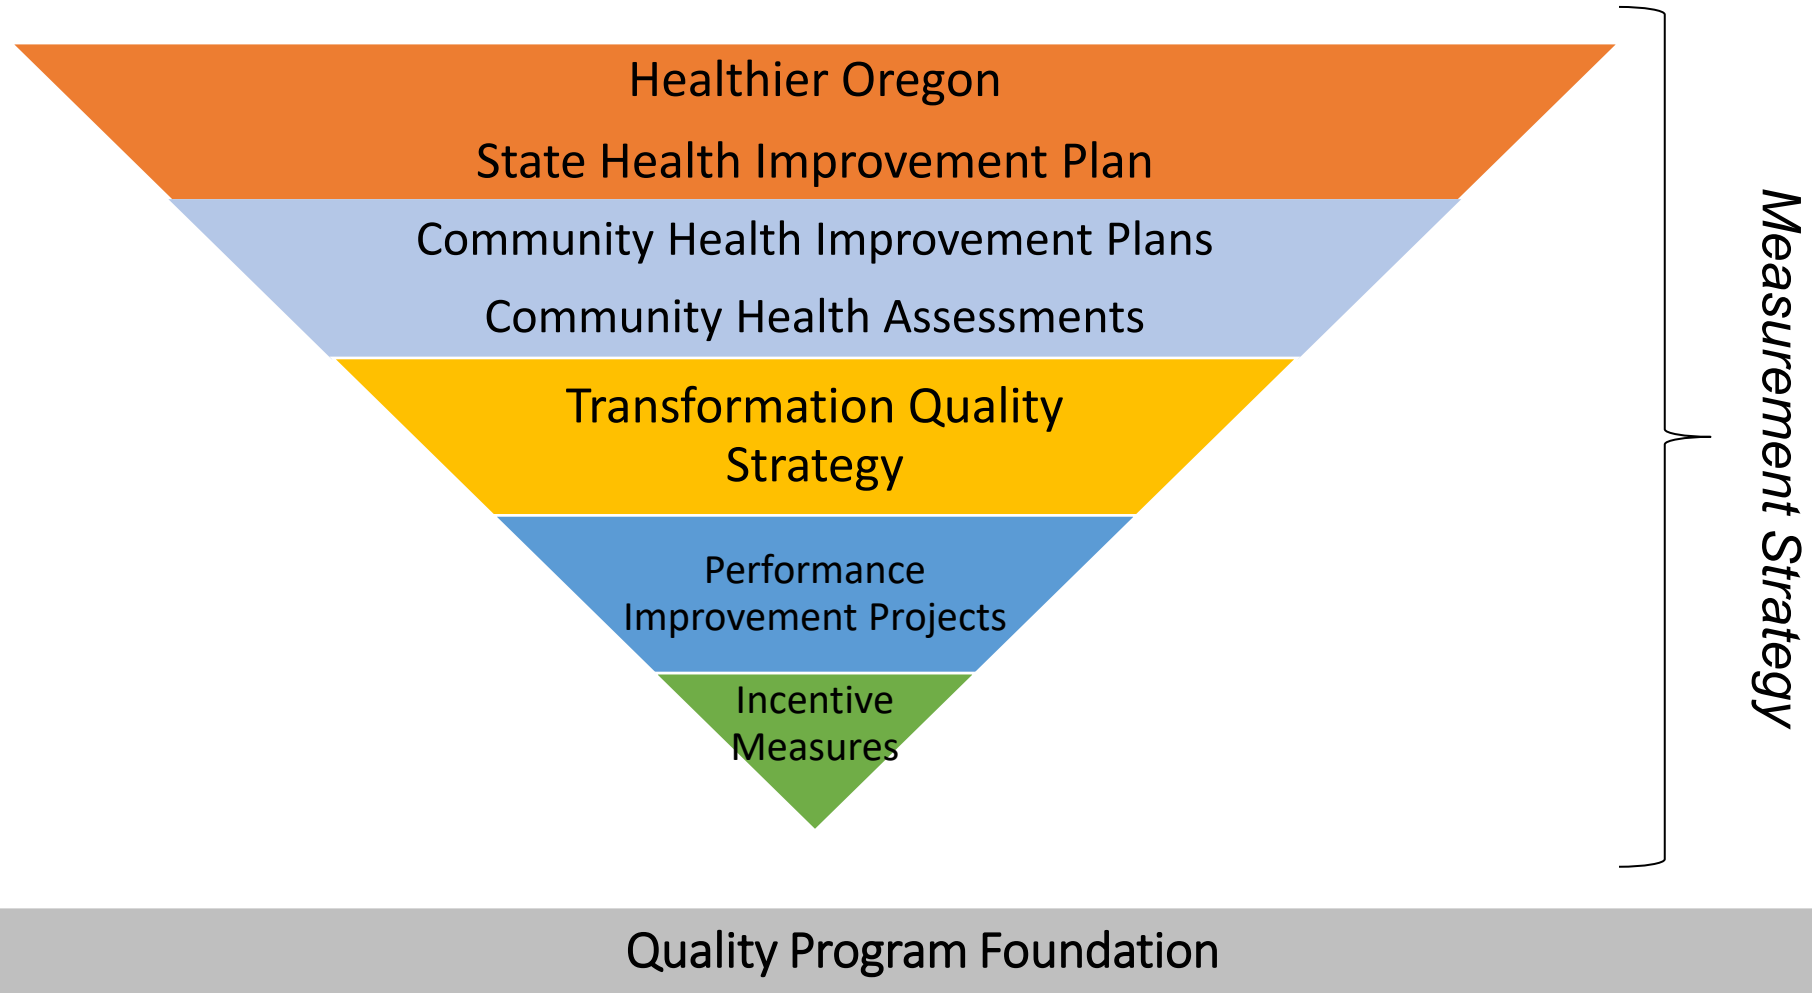 Healthier Oregon
State Health Improvement Plan
Community Health Improvement Plans
Community Health Assessments
Transformation Quality
Strategy
Performance
Improvement Projects
Incentive
Measures
Measurement Strategy
Quality Program Foundation